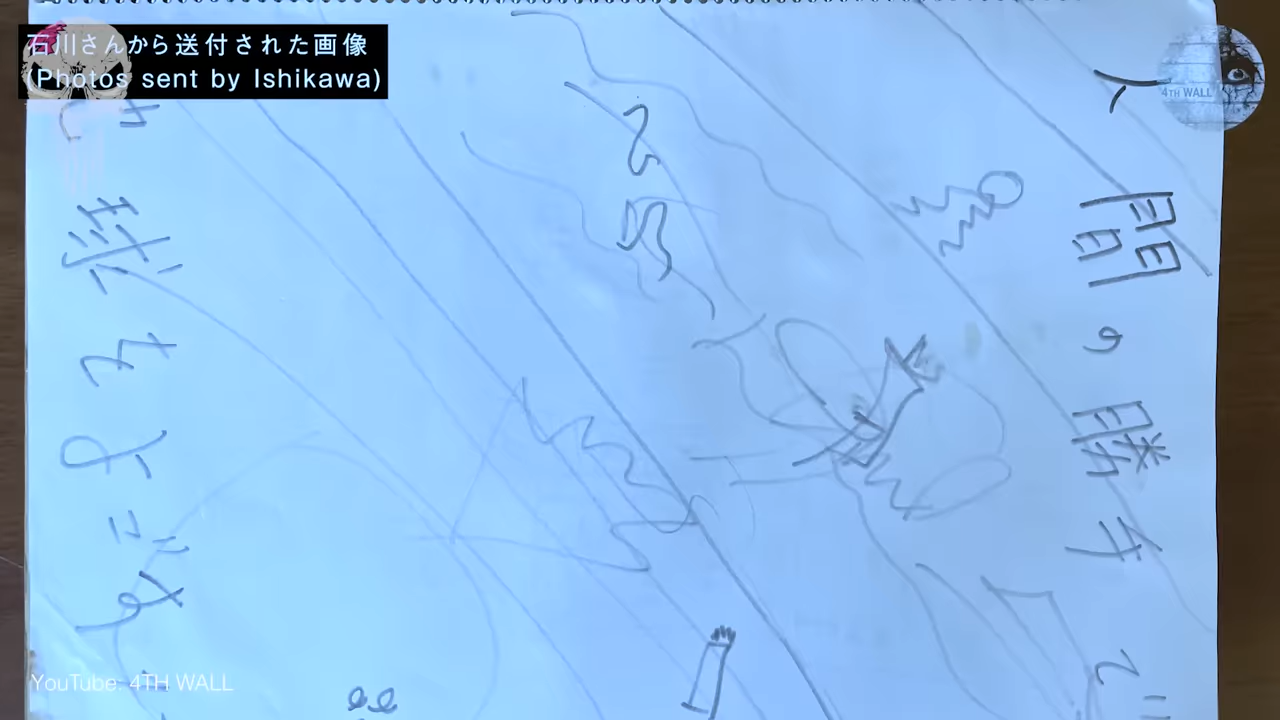 石川さんから送付された画像
(Photos sent by Ishikawa)
4TH WALL
人間の勝手で
球をよごす
YouTube: 4TH WALL